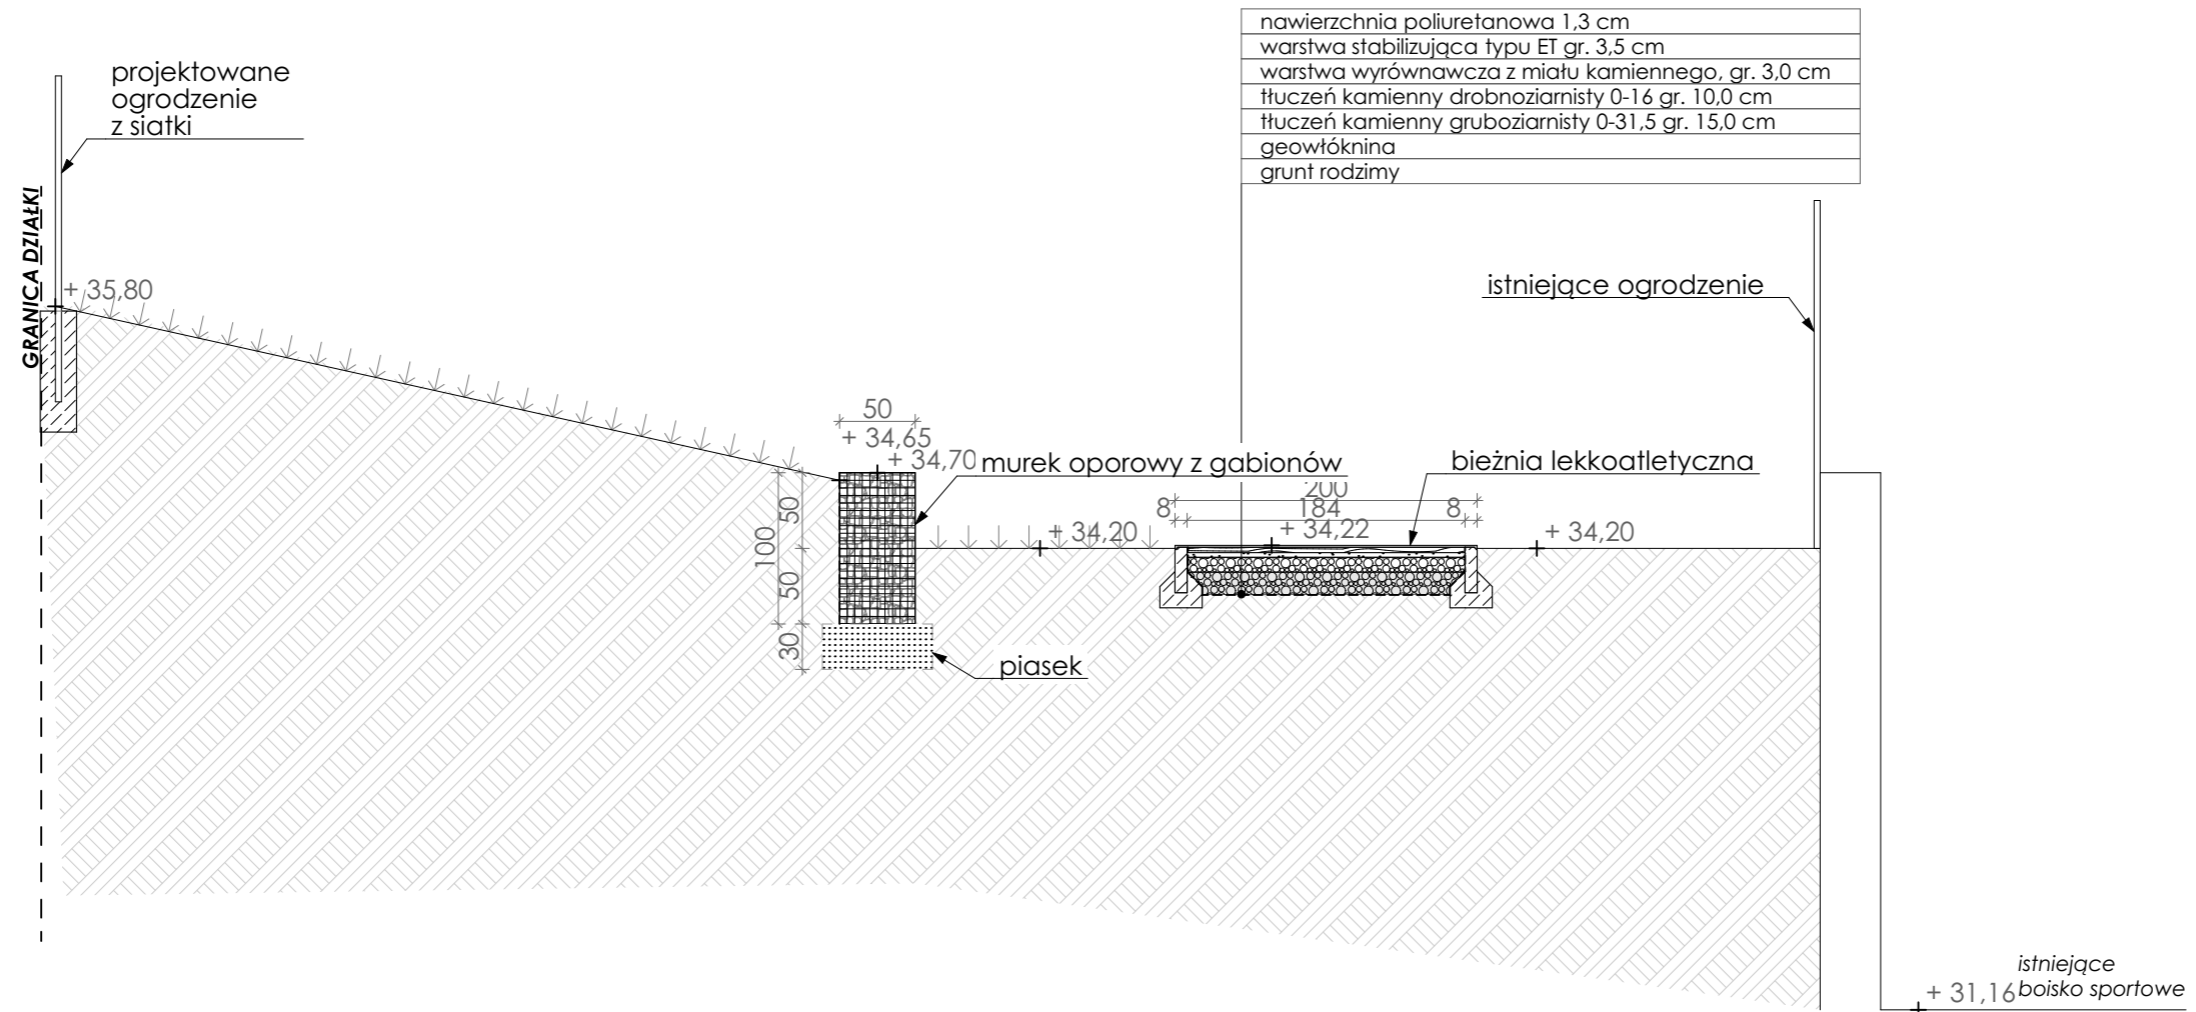 nawierzchnia poliuretanowa 1,3 cm
warstwa stabilizująca typu ET gr. 3,5 cm
warstwa wyrównawcza z miału kamiennego, gr. 3,0 cm
tłuczeń kamienny drobnoziarnisty 0-16 gr. 10,0 cm
tłuczeń kamienny gruboziarnisty 0-31,5 gr. 15,0 cm
geowłóknina
grunt rodzimy
projektowane
ogrodzenie
z siatki
GRANICA DZIAŁKI
+ 35,80
istniejące ogrodzenie
50
+ 34,65
+ 34,70
murek oporowy z gabionów
bieżnia lekkoatletyczna
200
8
184
8
+ 34,20
+ 34,22
+ 34,20
100
50
50
30
piasek
istniejące
boisko sportowe
+ 31,16